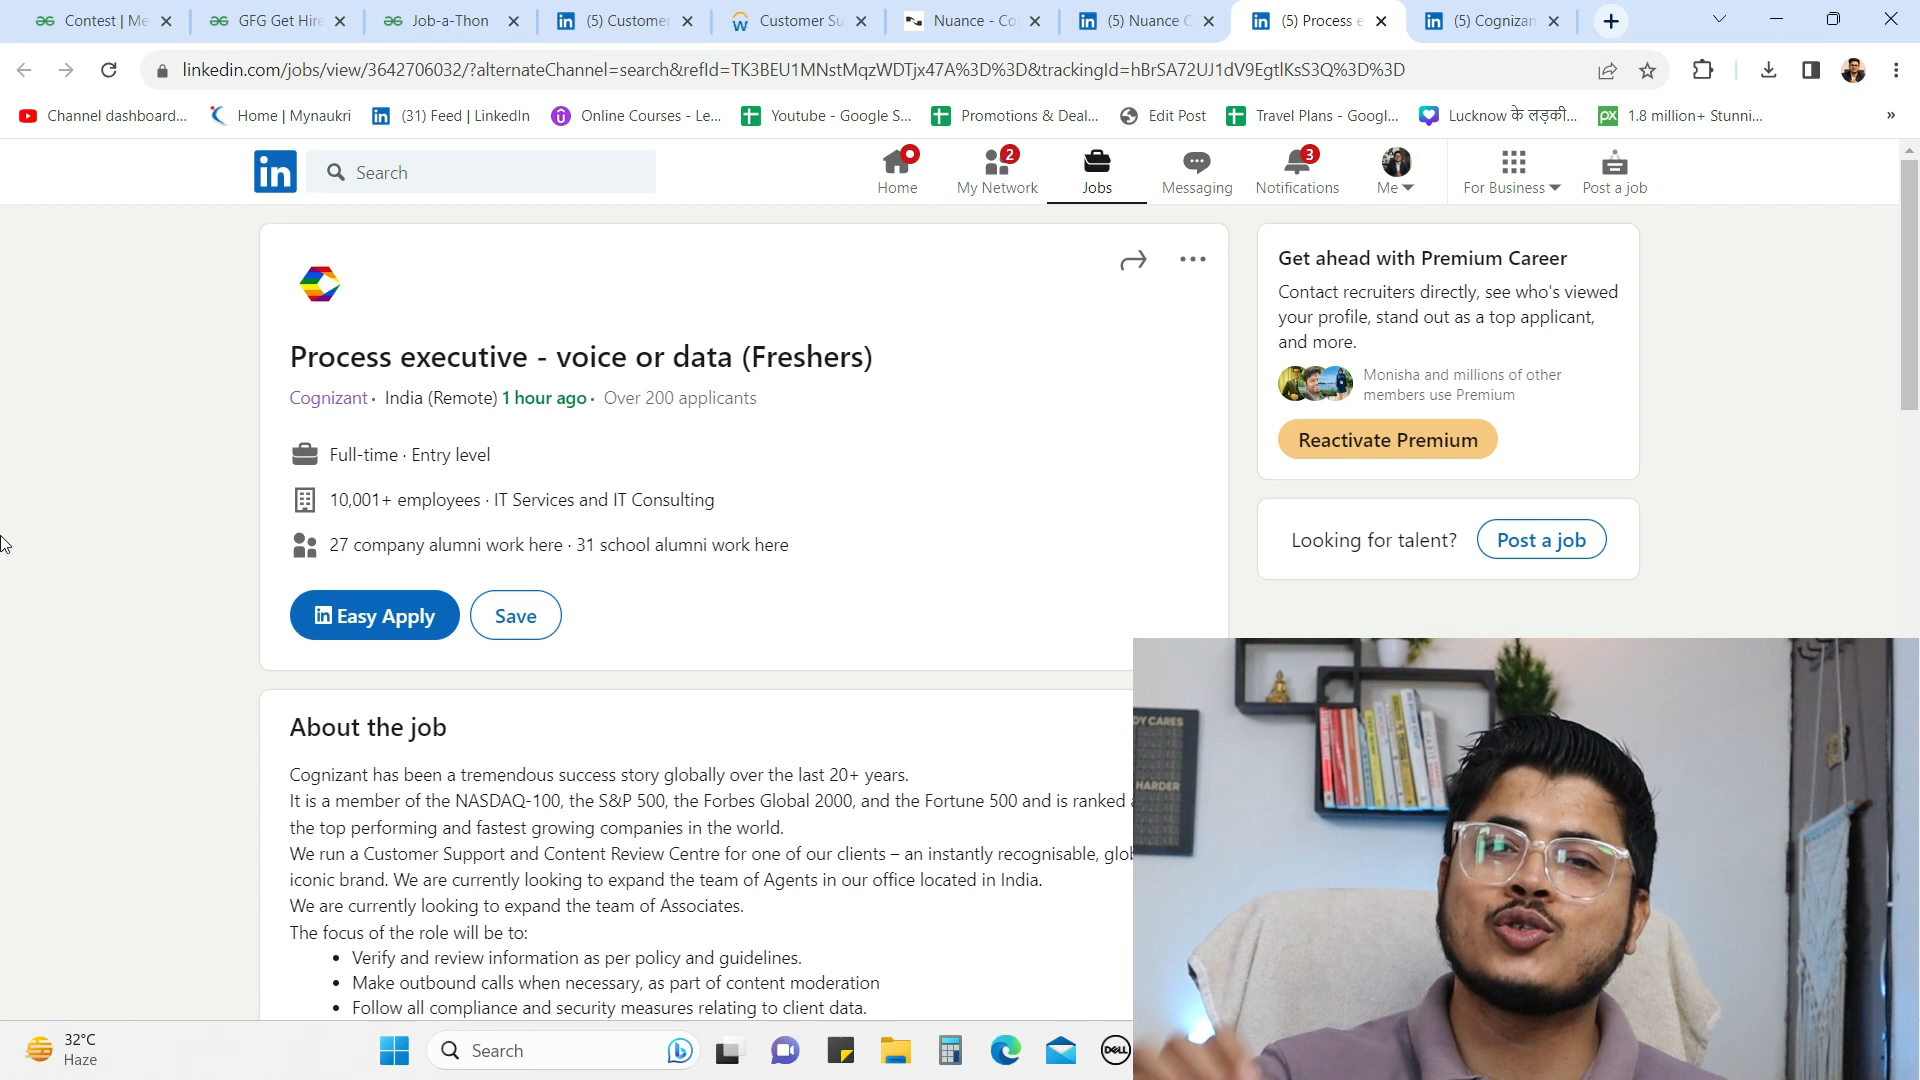 Contest | Me
GFG Get Hire
Job-a-Thon
(5) Customer
Customer Su
Nuance - Co
(5) Nuance C
(5) Process e
(5) Cognizan
linkedin.com/jobs/view/3642706032/?alternateChannel=search&refId=TK3BEU1MNstMqzWDTjx47A%3D%3D&trackingId=hBrSA72UJ1dV9EgtlKsS3Q%3D%3D
Channel dashboard...
Home | Mynaukri
(31) Feed | LinkedIn
Online Courses - Le...
Youtube - Google S...
Promotions & Deal...
Edit Post
Travel Plans - Googl...
Lucknow के लड़की...
1.8 million+ Stunni...
»
in
Search
Home
2
My Network
Jobs
Messaging
3
Notifications
Me
For Business
Post a job
Process executive - voice or data (Freshers)
Cognizant · India (Remote) 1 hour ago · Over 200 applicants
Full-time · Entry level
10,001+ employees · IT Services and IT Consulting
27 company alumni work here · 31 school alumni work here
in Easy Apply
Save
Get ahead with Premium Career
Contact recruiters directly, see who's viewed
your profile, stand out as a top applicant,
and more.
Monisha and millions of other
members use Premium
Reactivate Premium
Looking for talent?
Post a job
About the job
Cognizant has been a tremendous success story globally over the last 20+ years.
It is a member of the NASDAQ-100, the S&P 500, the Forbes Global 2000, and the Fortune 500 and is ranked
the top performing and fastest growing companies in the world.
We run a Customer Support and Content Review Centre for one of our clients – an instantly recognisable, glob
iconic brand. We are currently looking to expand the team of Agents in our office located in India.
We are currently looking to expand the team of Associates.
The focus of the role will be to:
• Verify and review information as per policy and guidelines.
• Make outbound calls when necessary, as part of content moderation
• Follow all compliance and security measures relating to client data.
DY CARES
HARDER
32°C
Haze
Search
DELL